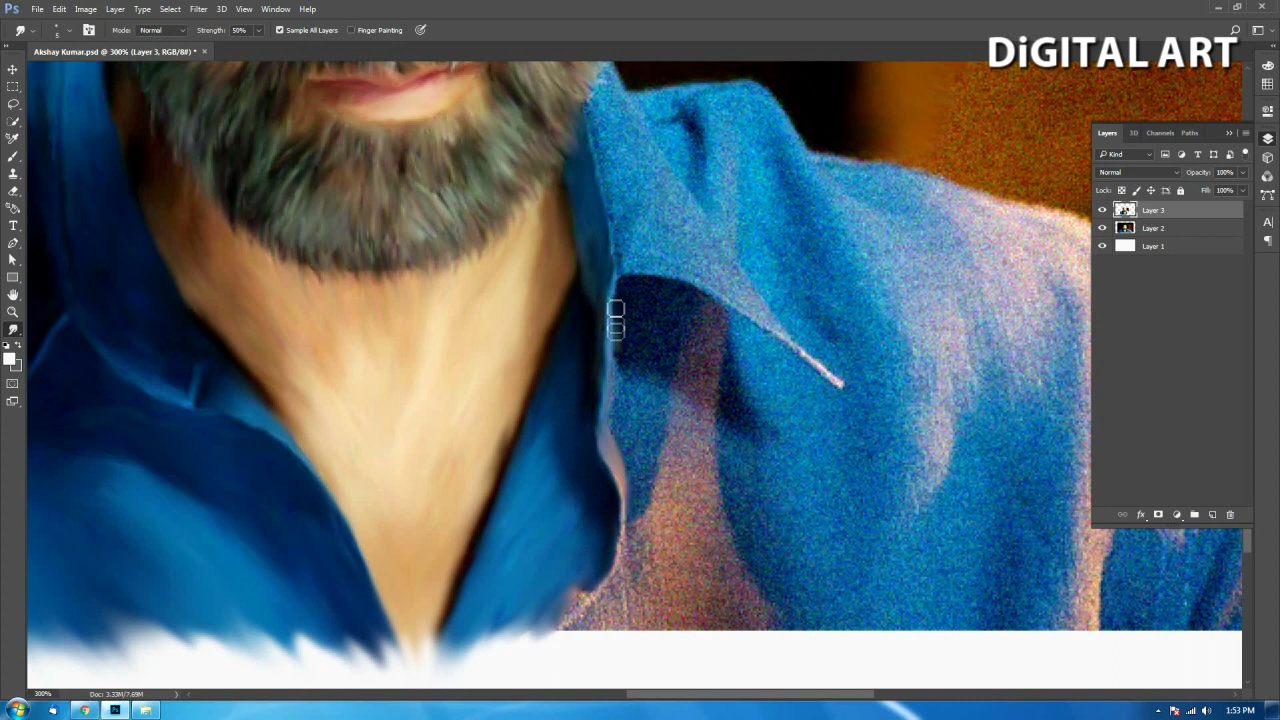 Ps File Edit Image Layer Type Select Filter 3D View Window Help
5 Mode: Normal Strength: 50% Sample All Layers Finger Painting
Akshay Kumar.psd @ 300% (Layer 3, RGB/8#) * ×
DiGITAL ART
Layers 3D Channels Paths
Kind
Normal Opacity: 100%
Lock: Fill: 100%
Layer 3
Layer 2
Layer 1
fx
300% Doc: 3.33M/7.69M
Ps 1:53 PM